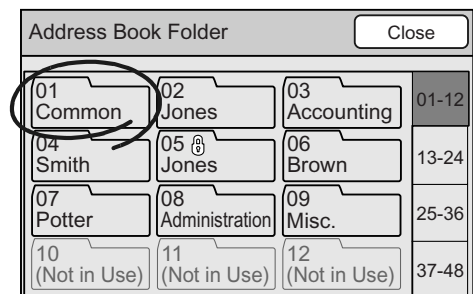 Address Book Folder
Close
01
Common
02
Jones
03
Accounting
01-12
04
Smith
05
Jones
06
Brown
13-24
07
Potter
08
Administration
09
Misc.
25-36
10
(Not in Use)
11
(Not in Use)
12
(Not in Use)
37-48